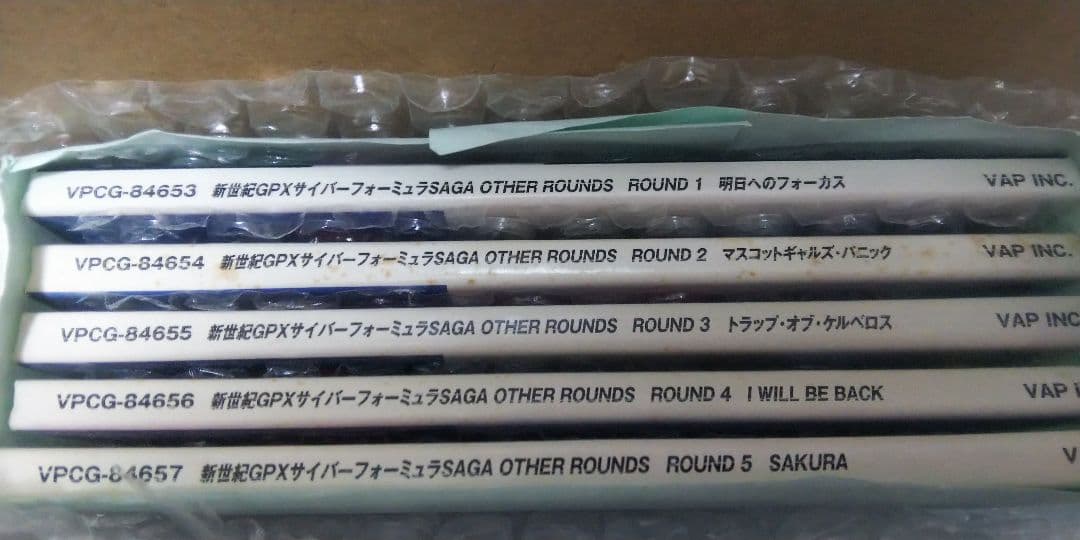 VPCG-84653 新世紀GPXサイバーフォーミュラSAGA OTHER ROUNDS ROUND 1 明日へのフォーカス VAP INC.
VPCG-84654 新世紀GPXサイバーフォーミュラSAGA OTHER ROUNDS ROUND 2 マスコットギャルズ・パニック VAP INC.
VPCG-84655 新世紀GPXサイバーフォーミュラSAGA OTHER ROUNDS ROUND 3 トラップ・オブ・ケルベロス VAP INC
VPCG-84656 新世紀GPXサイバーフォーミュラSAGA OTHER ROUNDS ROUND 4 I WILL BE BACK VAP
VPCG-84657 新世紀GPXサイバーフォーミュラSAGA OTHER ROUNDS ROUND 5 SAKURA V